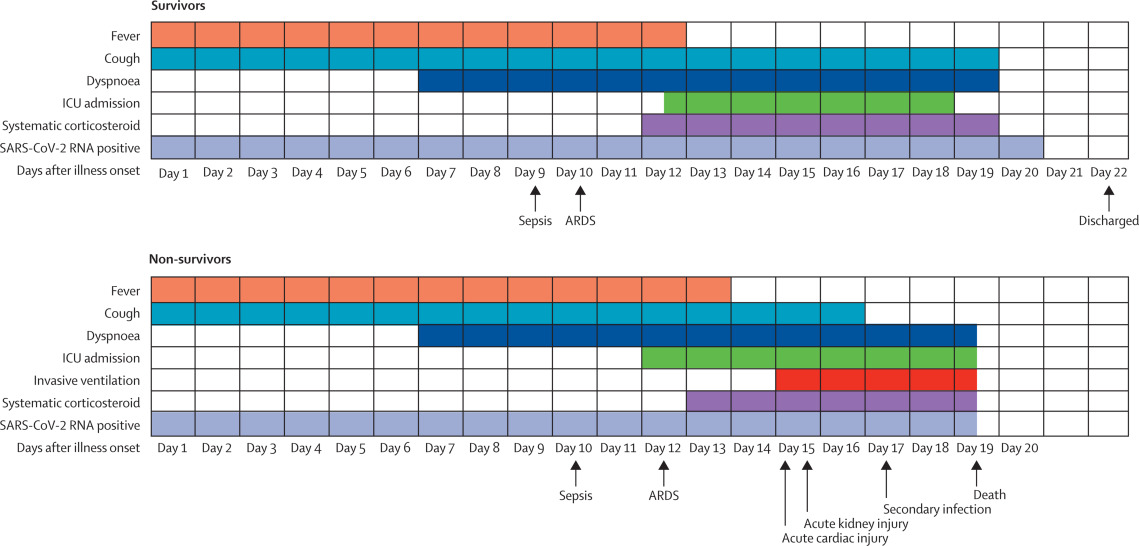 Survivors
Fever
Cough
Dyspnoea
ICU admission
Systematic corticosteroid
SARS-CoV-2 RNA positive
Days after illness onset Day 1 Day 2 Day 3 Day 4 Day 5 Day 6 Day 7 Day 8 Day 9 Day 10 Day 11 Day 12 Day 13 Day 14 Day 15 Day 16 Day 17 Day 18 Day 19 Day 20 Day 21 Day 22
Sepsis ARDS Discharged
Non-survivors
Fever
Cough
Dyspnoea
ICU admission
Invasive ventilation
Systematic corticosteroid
SARS-CoV-2 RNA positive
Days after illness onset Day 1 Day 2 Day 3 Day 4 Day 5 Day 6 Day 7 Day 8 Day 9 Day 10 Day 11 Day 12 Day 13 Day 14 Day 15 Day 16 Day 17 Day 18 Day 19 Day 20
Sepsis ARDS Death
Secondary infection
Acute kidney injury
Acute cardiac injury